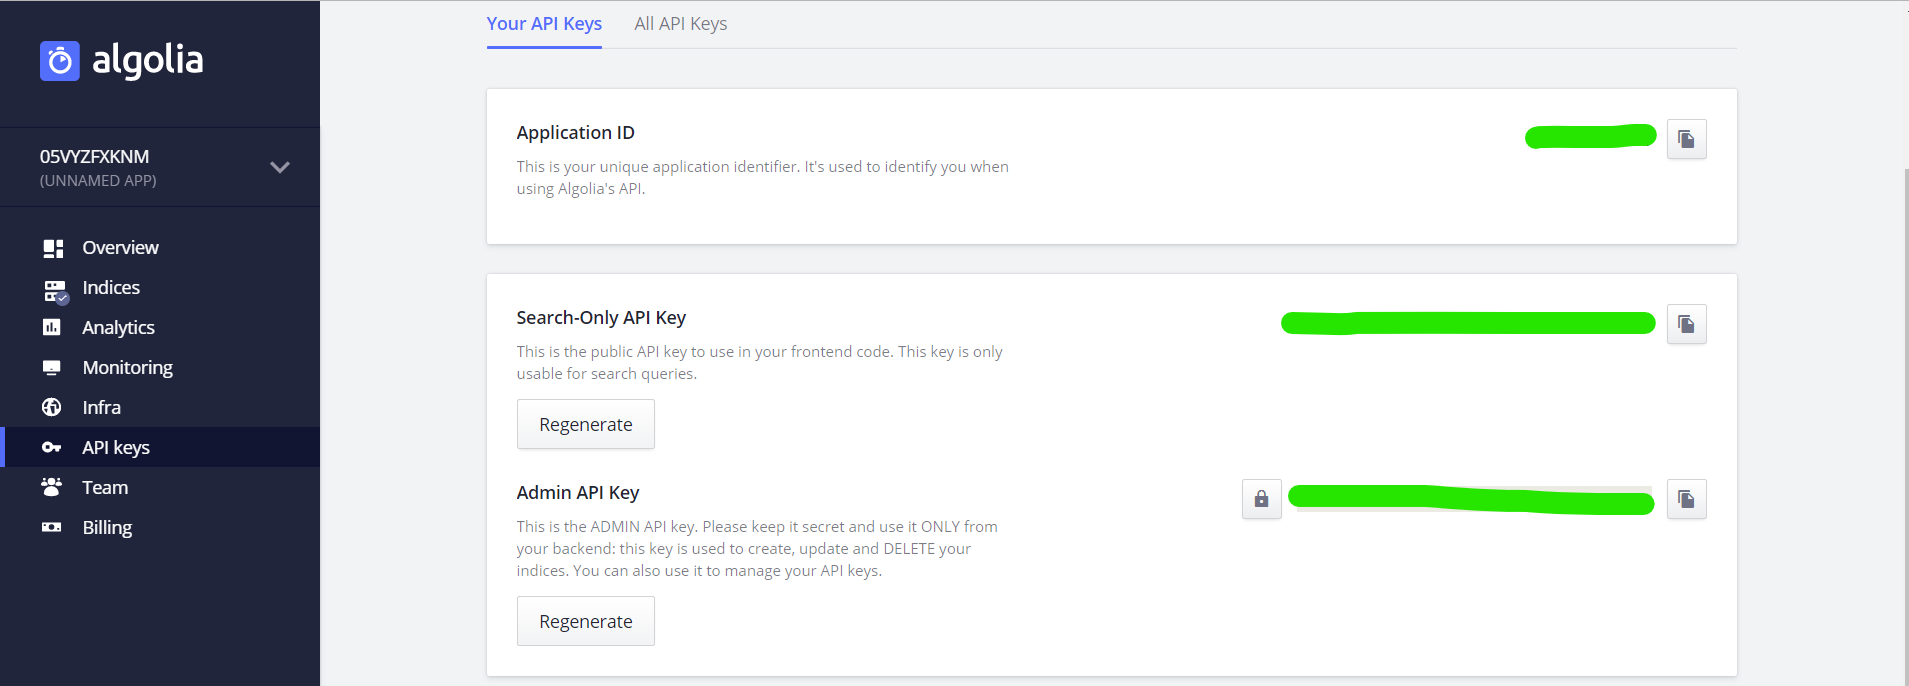 algolia
05VYZFXKNM
(UNNAMED APP)
Overview
Indices
Analytics
Monitoring
Infra
API keys
Team
Billing
Your API Keys
All API Keys
Application ID
This is your unique application identifier. It's used to identify you when
using Algolia's API.
Search-Only API Key
This is the public API key to use in your frontend code. This key is only
usable for search queries.
Regenerate
Admin API Key
This is the ADMIN API key. Please keep it secret and use it ONLY from
your backend: this key is used to create, update and DELETE your
indices. You can also use it to manage your API keys.
Regenerate